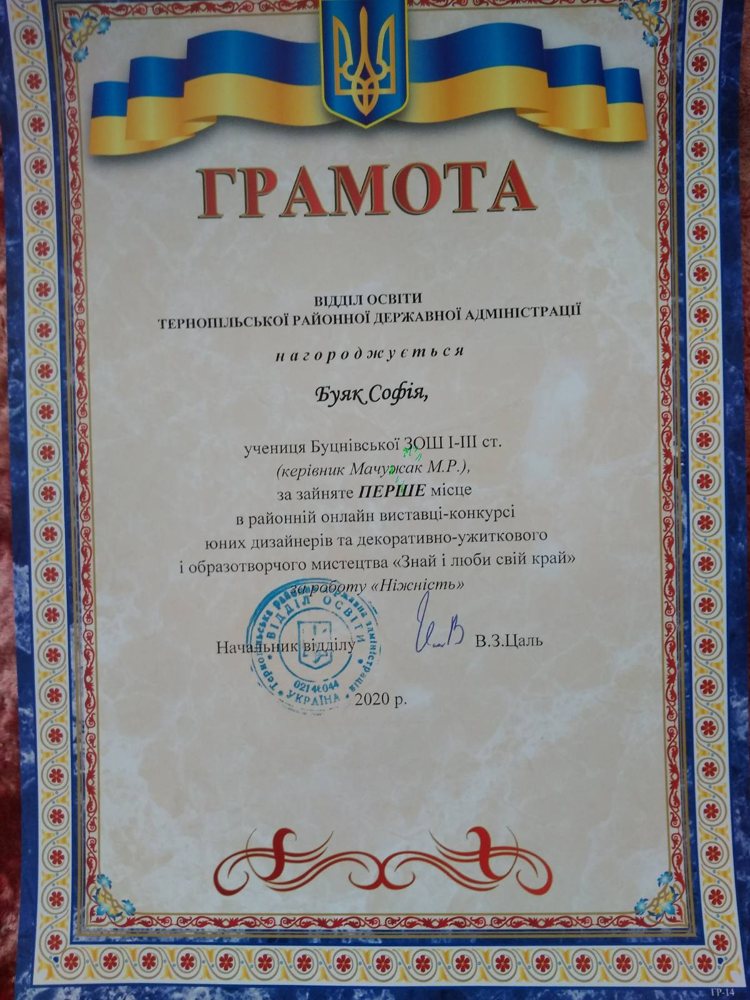 ГРАМОТА
ВІДДІЛ ОСВІТИ
ТЕРНОПІЛЬСЬКОЇ РАЙОННОЇ ДЕРЖАВНОЇ АДМІНІСТРАЦІЇ
нагороджується
Буяк Софія,
учениця Буцнівської ЗОШ І-ІІІ ст.
(керівник Мачужак М.Р.),
за зайняте ПЕРШЕ місце
в районній онлайн виставці-конкурсі
юних дизайнерів та декоративно-ужиткового
і образотворчого мистецтва «Знай і люби свій край»
за роботу «Ніжність»
Начальник відділу В.З.Цаль
Тернопільська районна державна адміністрація
ВІДДІЛ ОСВІТИ
УКРАЇНА
2020 р.
ГР-14